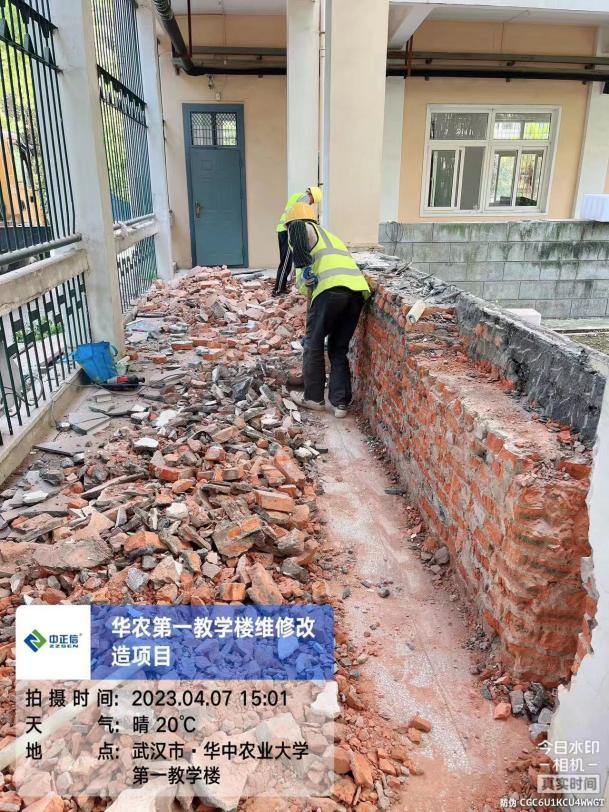 中正信
ZZSEN
华农第一教学楼维修改
造项目
拍摄时间: 2023.04.07 15:01
天 气: 晴 20℃
地 点: 武汉市·华中农业大学
第一教学楼
今日水印
相机
真实时间
防伪 CGC6U1KCU4WWGT